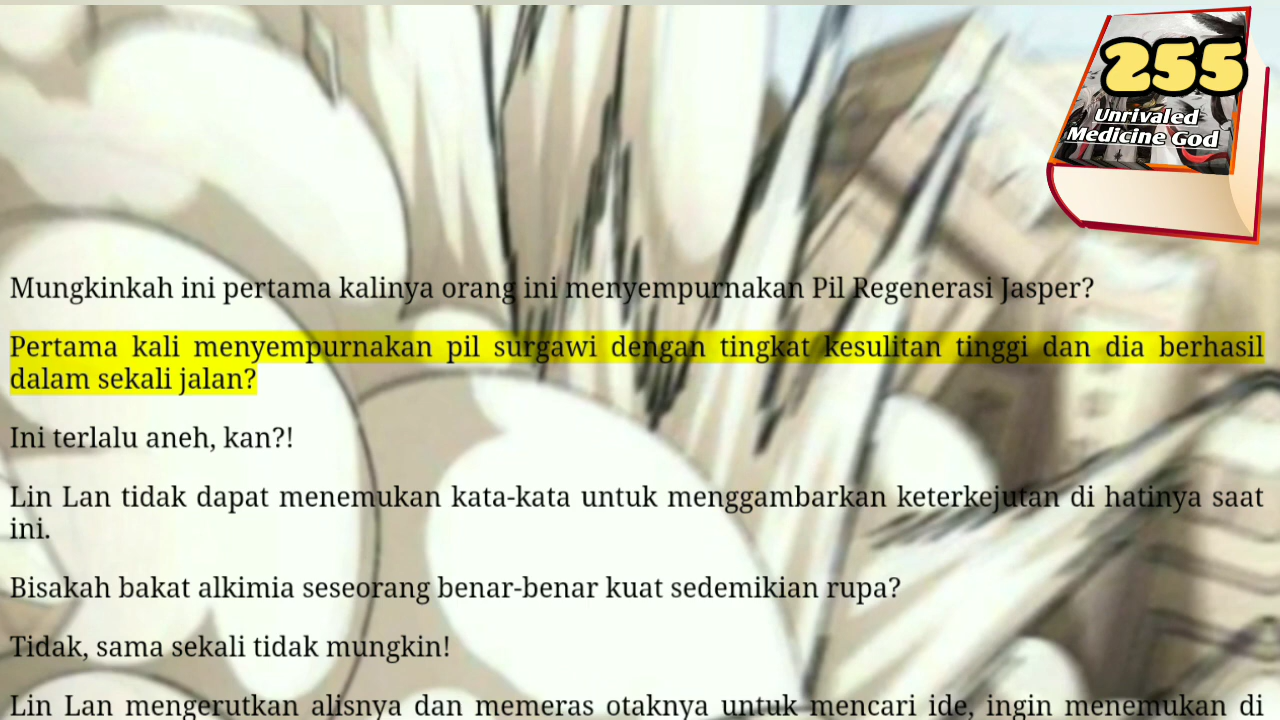 255
Unrivaled
Medicine God
Mungkinkah ini pertama kalinya orang ini menyempurnakan Pil Regenerasi Jasper?
Pertama kali menyempurnakan pil surgawi dengan tingkat kesulitan tinggi dan dia berhasil
dalam sekali jalan?
Ini terlalu aneh, kan?!
Lin Lan tidak dapat menemukan kata-kata untuk menggambarkan keterkejutan di hatinya saat
ini.
Bisakah bakat alkimia seseorang benar-benar kuat sedemikian rupa?
Tidak, sama sekali tidak mungkin!
Lin Lan mengerutkan alisnya dan memeras otaknya untuk mencari ide, ingin menemukan di